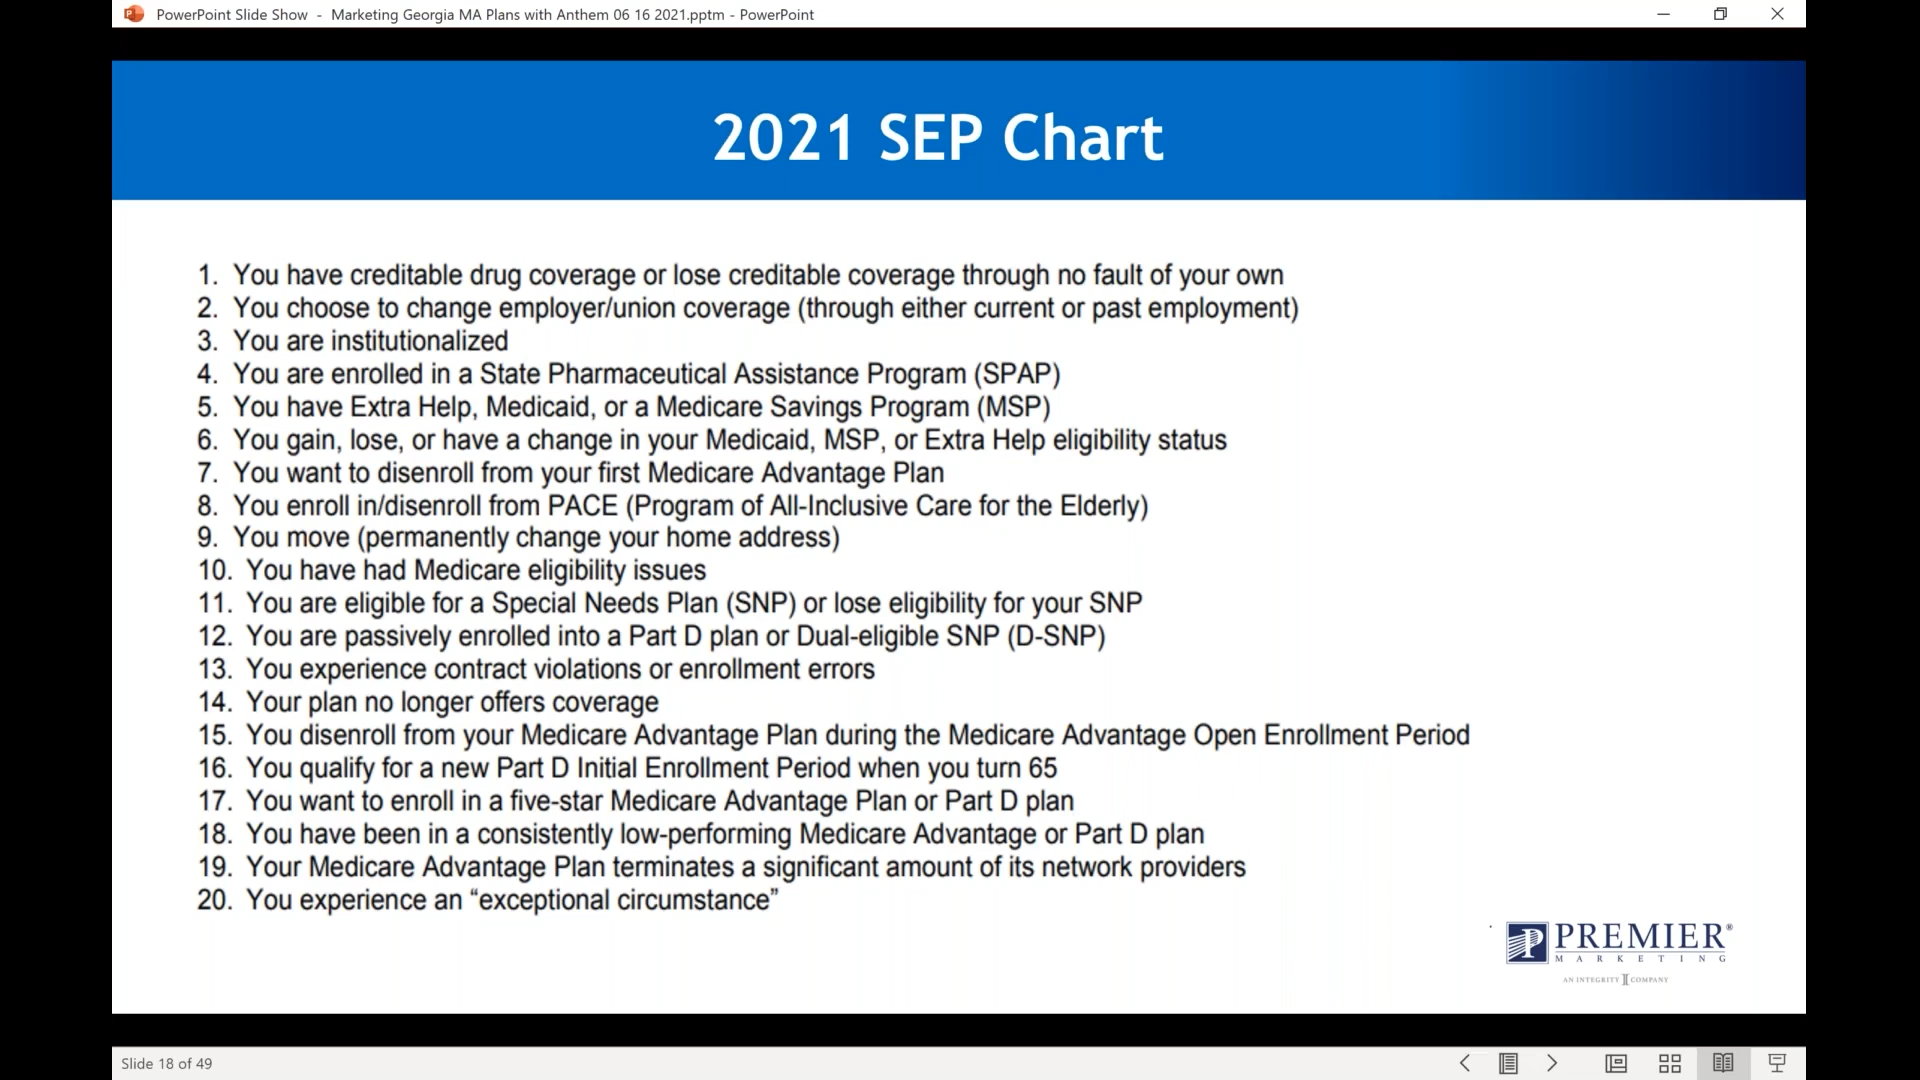 PowerPoint Slide Show - Marketing Georgia MA Plans with Anthem 06 16 2021.pptm - PowerPoint
2021 SEP Chart
1. You have creditable drug coverage or lose creditable coverage through no fault of your own
2. You choose to change employer/union coverage (through either current or past employment)
3. You are institutionalized
4. You are enrolled in a State Pharmaceutical Assistance Program (SPAP)
5. You have Extra Help, Medicaid, or a Medicare Savings Program (MSP)
6. You gain, lose, or have a change in your Medicaid, MSP, or Extra Help eligibility status
7. You want to disenroll from your first Medicare Advantage Plan
8. You enroll in/disenroll from PACE (Program of All-Inclusive Care for the Elderly)
9. You move (permanently change your home address)
10. You have had Medicare eligibility issues
11. You are eligible for a Special Needs Plan (SNP) or lose eligibility for your SNP
12. You are passively enrolled into a Part D plan or Dual-eligible SNP (D-SNP)
13. You experience contract violations or enrollment errors
14. Your plan no longer offers coverage
15. You disenroll from your Medicare Advantage Plan during the Medicare Advantage Open Enrollment Period
16. You qualify for a new Part D Initial Enrollment Period when you turn 65
17. You want to enroll in a five-star Medicare Advantage Plan or Part D plan
18. You have been in a consistently low-performing Medicare Advantage or Part D plan
19. Your Medicare Advantage Plan terminates a significant amount of its network providers
20. You experience an “exceptional circumstance”
PREMIER®
MARKETING
AN INTEGRITY COMPANY
Slide 18 of 49